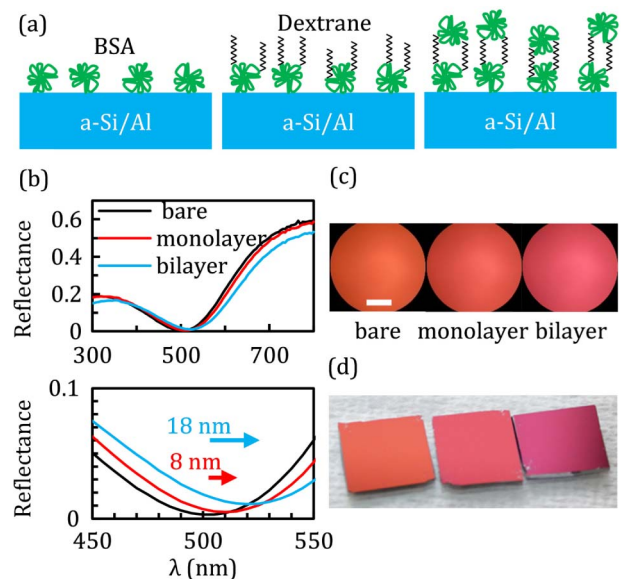 (a)
BSA
Dextrane
a-Si/Al
a-Si/Al
a-Si/Al
(b)
Reflectance
0.6
0.4
0.2
0
bare
monolayer
bilayer
300
500
700
Reflectance
0.1
0
18 nm
8 nm
450
500
550
λ (nm)
(c)
bare
monolayer
bilayer
(d)